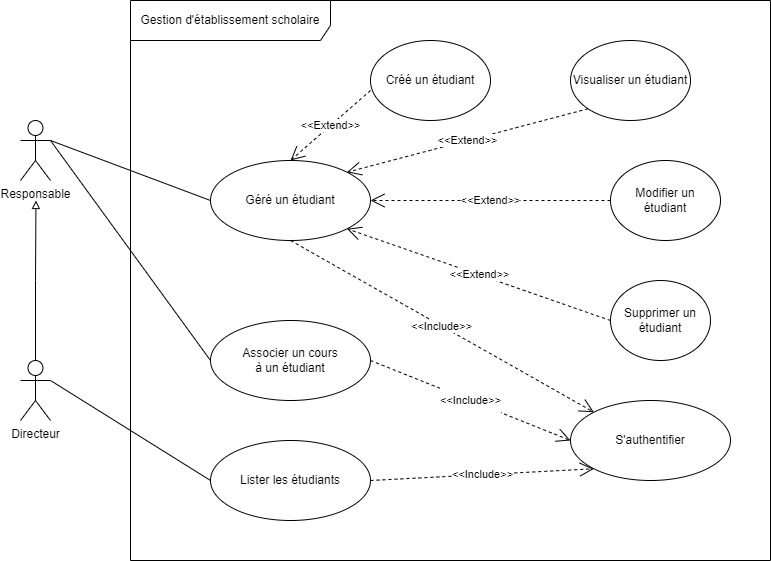 Gestion d'établissement scholaire
Créé un étudiant
Visualiser un étudiant
<<Extend>>
<<Extend>>
Responsable
Géré un étudiant
<<Extend>>
Modifier un
étudiant
<<Extend>>
Supprimer un
étudiant
<<Include>>
Associer un cours
à un étudiant
<<Include>>
Directeur
S'authentifier
Lister les étudiants
<<Include>>